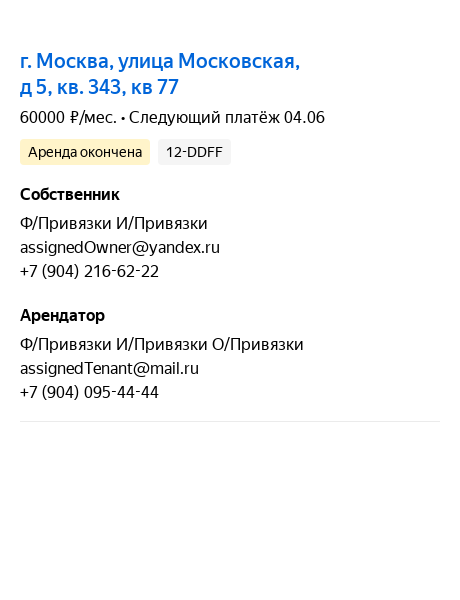 г. Москва, улица Московская,
д 5, кв. 343, кв 77
60000 ₽/мес. • Следующий платёж 04.06
Аренда окончена 12-DDFF
Собственник
Ф/Привязки И/Привязки
assignedOwner@yandex.ru
+7 (904) 216-62-22
Арендатор
Ф/Привязки И/Привязки О/Привязки
assignedTenant@mail.ru
+7 (904) 095-44-44